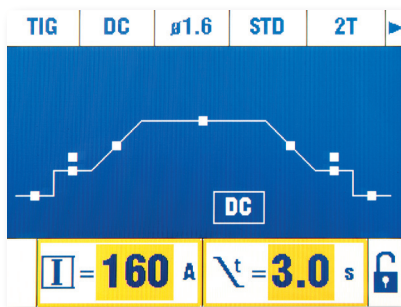 TIG DC ø1.6 STD 2T
DC
I = 160 A t = 3.0 s